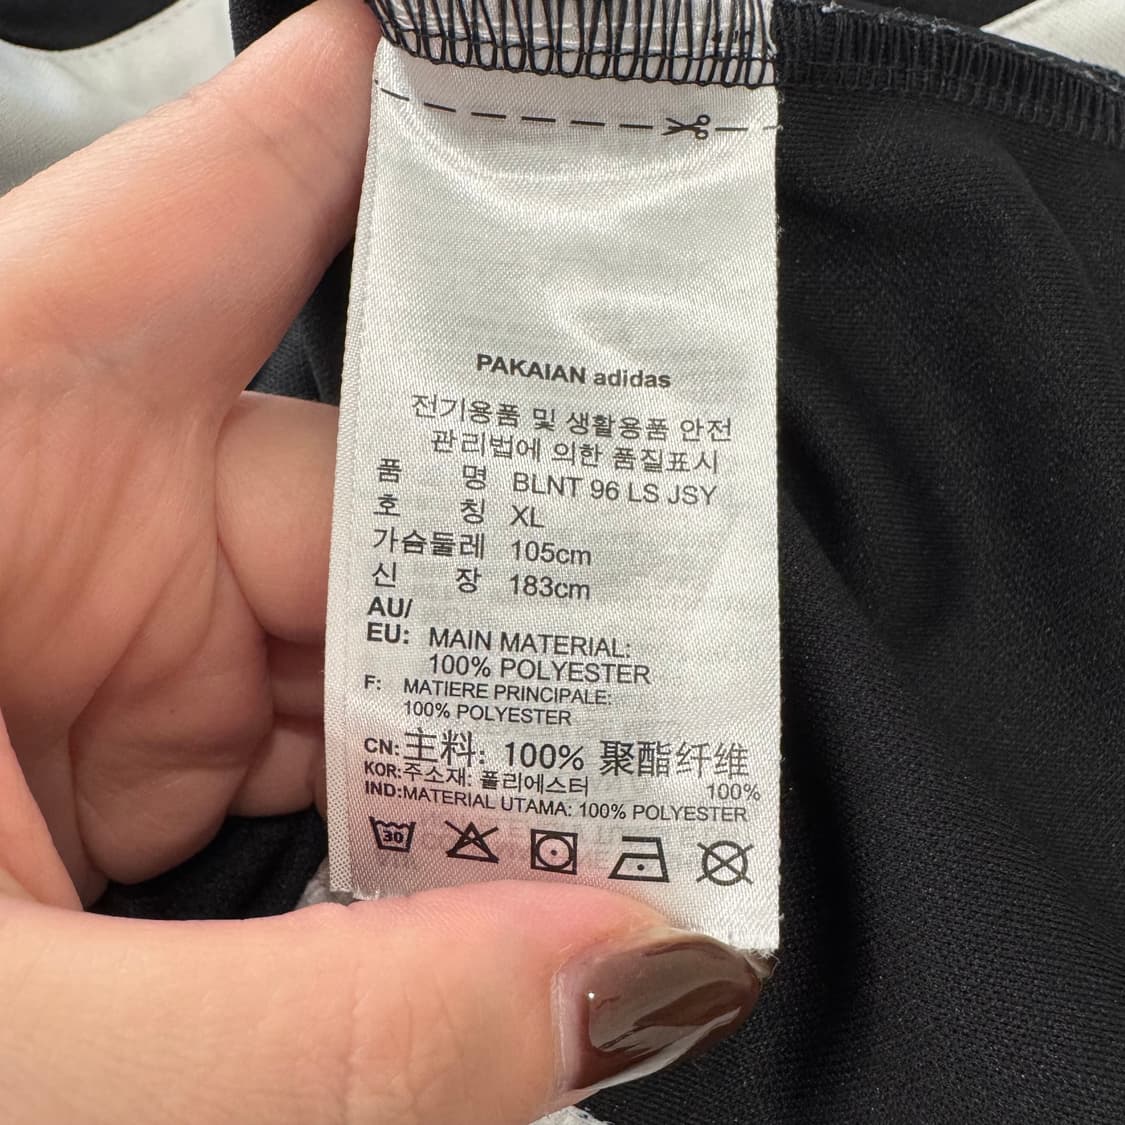 PAKAIAN adidas
전기용품 및 생활용품 안전
관리법에 의한 품질표시
품 명 BLNT 96 LS JSY
호 칭 XL
가슴둘레 105cm
신 장 183cm
AU/
EU: MAIN MATERIAL:
100% POLYESTER
F: MATIERE PRINCIPALE:
100% POLYESTER
CN: 主料: 100% 聚酯纤维
KOR:주소재: 폴리에스터 100%
IND:MATERIAL UTAMA: 100% POLYESTER
30